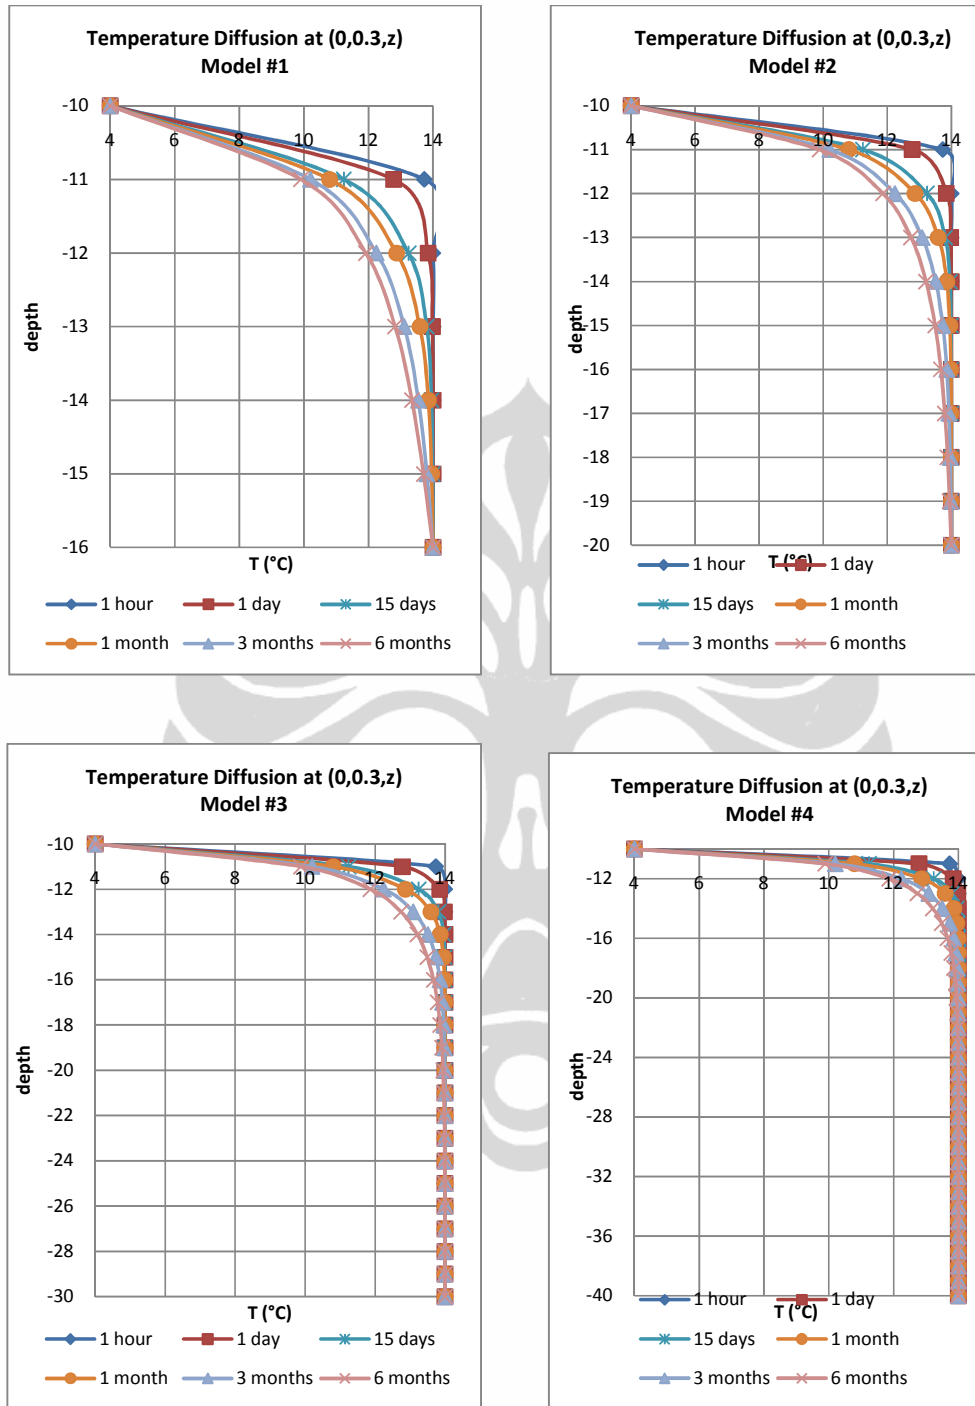 Temperature Diffusion at (0,0.3,z)
Model #1
-10
4 6 8 10 12 14
-11
-12
-13
-14
-15
-16
depth
T (°C)
1 hour 1 day 15 days
1 month 3 months 6 months
Temperature Diffusion at (0,0.3,z)
Model #2
-10
4 6 8 10 12 14
-11
-12
-13
-14
-15
-16
-17
-18
-19
-20
depth
T (°C)
1 hour 1 day
15 days 1 month
3 months 6 months
Temperature Diffusion at (0,0.3,z)
Model #3
-10
4 6 8 10 12 14
-12
-14
-16
-18
-20
-22
-24
-26
-28
-30
depth
T (°C)
1 hour 1 day 15 days
1 month 3 months 6 months
Temperature Diffusion at (0,0.3,z)
Model #4
4 6 8 10 12 14
-12
-16
-20
-24
-28
-32
-36
-40
depth
T (°C)
1 hour 1 day
15 days 1 month
3 months 6 months